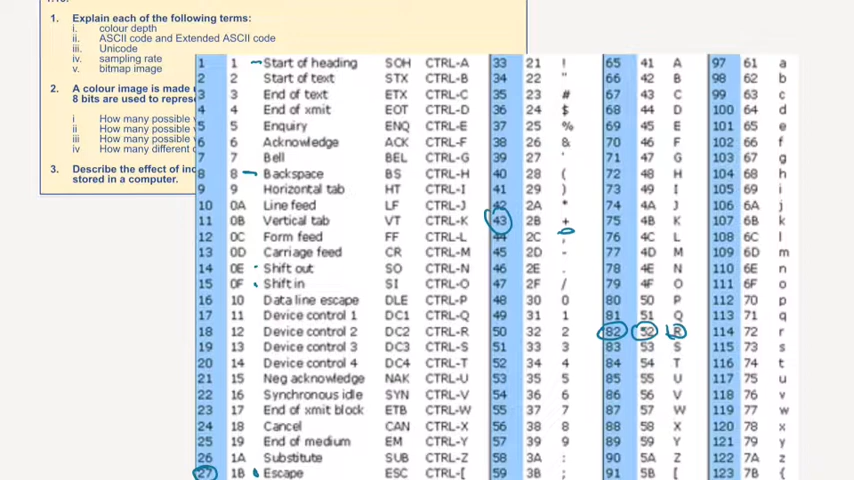 1. Explain each of the following terms:
i. colour depth
ii. ASCII code and Extended ASCII code
iii. Unicode
iv. sampling rate
v. bitmap image
2. A colour image is made
8 bits are used to repres
i How many possible
ii How many possible
iii How many possible
iv How many different
3. Describe the effect of inc
stored in a computer.
1 1 Start of heading SOH CTRL-A 33 21 ! 65 41 A 97 61 a
2 2 Start of text STX CTRL-B 34 22 " 66 42 B 98 62 b
3 3 End of text ETX CTRL-C 35 23 # 67 43 C 99 63 c
4 4 End of xmit EOT CTRL-D 36 24 $ 68 44 D 100 64 d
5 5 Enquiry ENQ CTRL-E 37 25 % 69 45 E 101 65 e
6 6 Acknowledge ACK CTRL-F 38 26 & 70 46 F 102 66 f
7 7 Bell BEL CTRL-G 39 27 ' 71 47 G 103 67 g
8 8 Backspace BS CTRL-H 40 28 ( 72 48 H 104 68 h
9 9 Horizontal tab HT CTRL-I 41 29 ) 73 49 I 105 69 i
10 0A Line feed LF CTRL-J 42 2A * 74 4A J 106 6A j
11 0B Vertical tab VT CTRL-K 43 2B + 75 4B K 107 6B k
12 0C Form feed FF CTRL-L 44 2C , 76 4C L 108 6C l
13 0D Carriage feed CR CTRL-M 45 2D - 77 4D M 109 6D m
14 0E Shift out SO CTRL-N 46 2E . 78 4E N 110 6E n
15 0F Shift in SI CTRL-O 47 2F / 79 4F O 111 6F o
16 10 Data line escape DLE CTRL-P 48 30 0 80 50 P 112 70 p
17 11 Device control 1 DC1 CTRL-Q 49 31 1 81 51 Q 113 71 q
18 12 Device control 2 DC2 CTRL-R 50 32 2 82 52 R 114 72 r
19 13 Device control 3 DC3 CTRL-S 51 33 3 83 53 S 115 73 s
20 14 Device control 4 DC4 CTRL-T 52 34 4 84 54 T 116 74 t
21 15 Neg acknowledge NAK CTRL-U 53 35 5 85 55 U 117 75 u
22 16 Synchronous idle SYN CTRL-V 54 36 6 86 56 V 118 76 v
23 17 End of xmit block ETB CTRL-W 55 37 7 87 57 W 119 77 w
24 18 Cancel CAN CTRL-X 56 38 8 88 58 X 120 78 x
25 19 End of medium EM CTRL-Y 57 39 9 89 59 Y 121 79 y
26 1A Substitute SUB CTRL-Z 58 3A : 90 5A Z 122 7A z
27 1B Escape ESC CTRL-[ 59 3B ; 91 5B [ 123 7B {